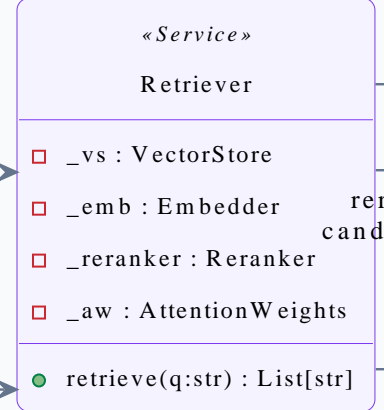 «Service»
Retriever
_vs : VectorStore
_emb : Embedder
_reranker : Reranker
_aw : AttentionWeights
retrieve(q:str) : List[str]